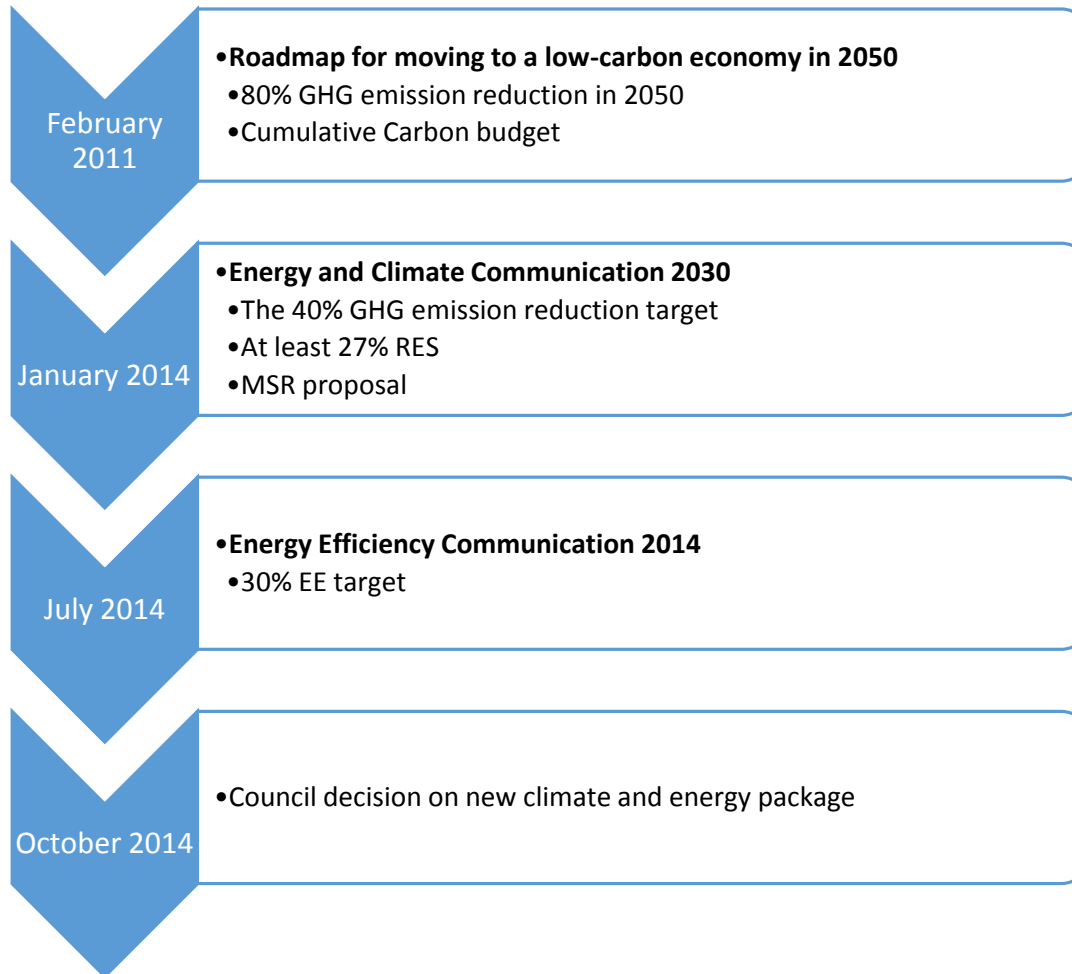 February
2011
•Roadmap for moving to a low-carbon economy in 2050
•80% GHG emission reduction in 2050
•Cumulative Carbon budget
January 2014
•Energy and Climate Communication 2030
•The 40% GHG emission reduction target
•At least 27% RES
•MSR proposal
July 2014
•Energy Efficiency Communication 2014
•30% EE target
October 2014
•Council decision on new climate and energy package